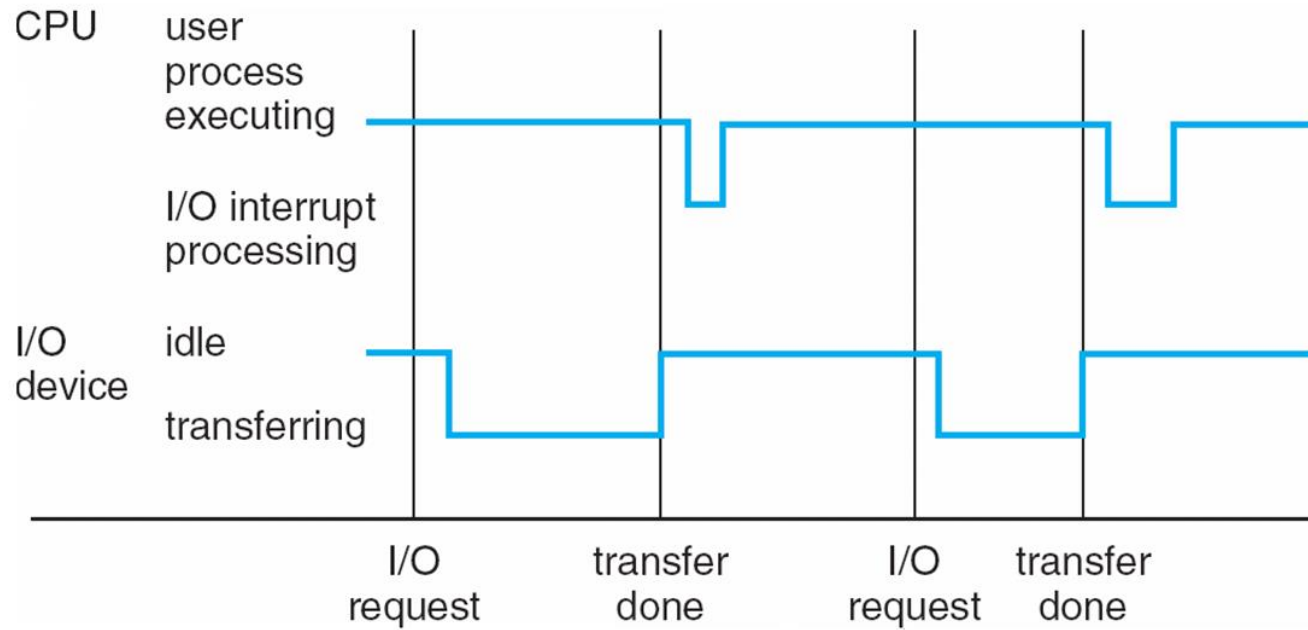 CPU
user
process
executing
I/O interrupt
processing
I/O
device
idle
transferring
I/O
request
transfer
done
I/O
request
transfer
done